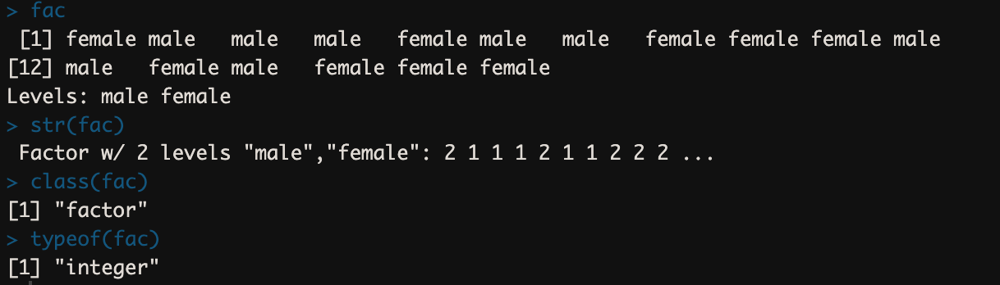 > fac
 [1] female male   male   male   female male   male   female female female male
[12] male   female male   female female female
Levels: male female
> str(fac)
 Factor w/ 2 levels "male","female": 2 1 1 1 2 1 1 2 2 2 ...
> class(fac)
[1] "factor"
> typeof(fac)
[1] "integer"